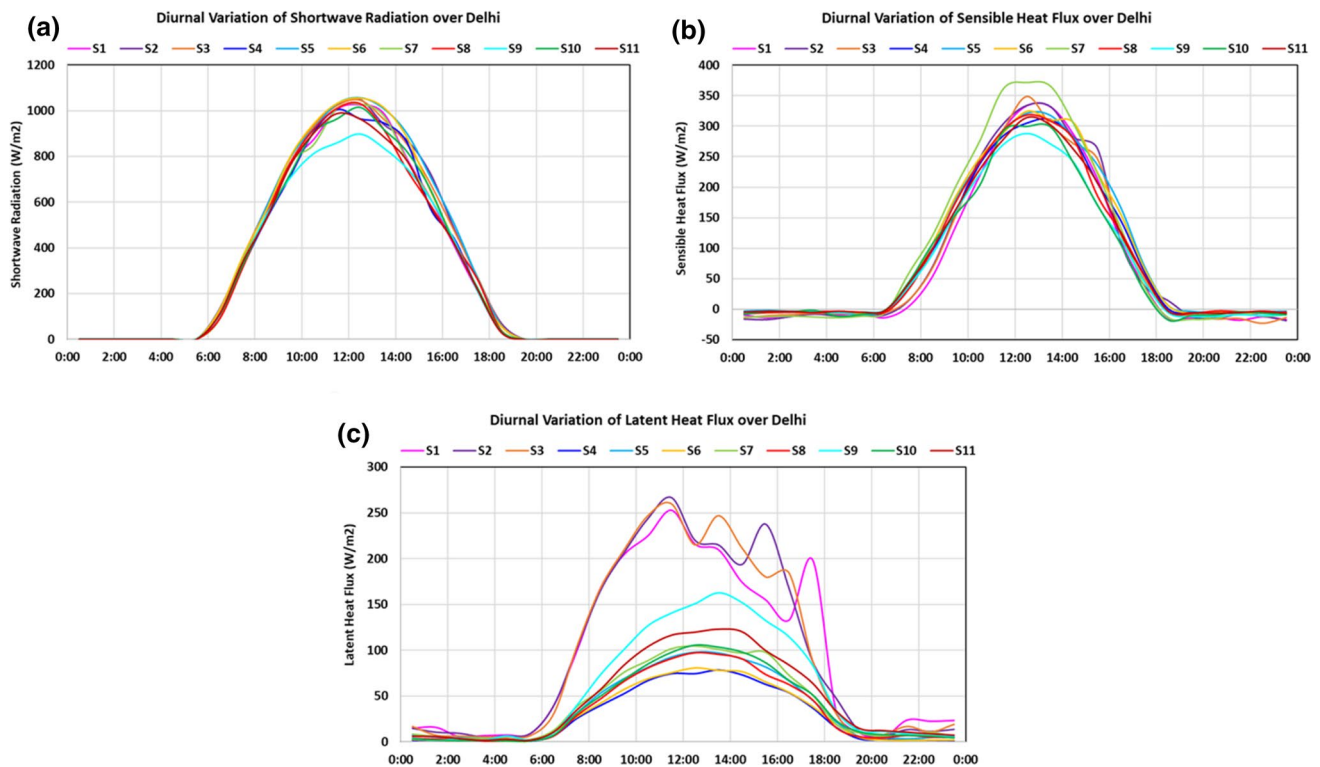 (a)
Diurnal Variation of Shortwave Radiation over Delhi
S1 S2 S3 S4 S5 S6 S7 S8 S9 S10 S11
Shortwave Radiation (W/m2)
1200
1000
800
600
400
200
0
0:00 2:00 4:00 6:00 8:00 10:00 12:00 14:00 16:00 18:00 20:00 22:00 0:00
(b)
Diurnal Variation of Sensible Heat Flux over Delhi
S1 S2 S3 S4 S5 S6 S7 S8 S9 S10 S11
Sensible Heat Flux (W/m2)
400
350
300
250
200
150
100
50
0
-50
0:00 2:00 4:00 6:00 8:00 10:00 12:00 14:00 16:00 18:00 20:00 22:00 0:00
(c)
Diurnal Variation of Latent Heat Flux over Delhi
S1 S2 S3 S4 S5 S6 S7 S8 S9 S10 S11
Latent Heat Flux (W/m2)
300
250
200
150
100
50
0
0:00 2:00 4:00 6:00 8:00 10:00 12:00 14:00 16:00 18:00 20:00 22:00 0:00